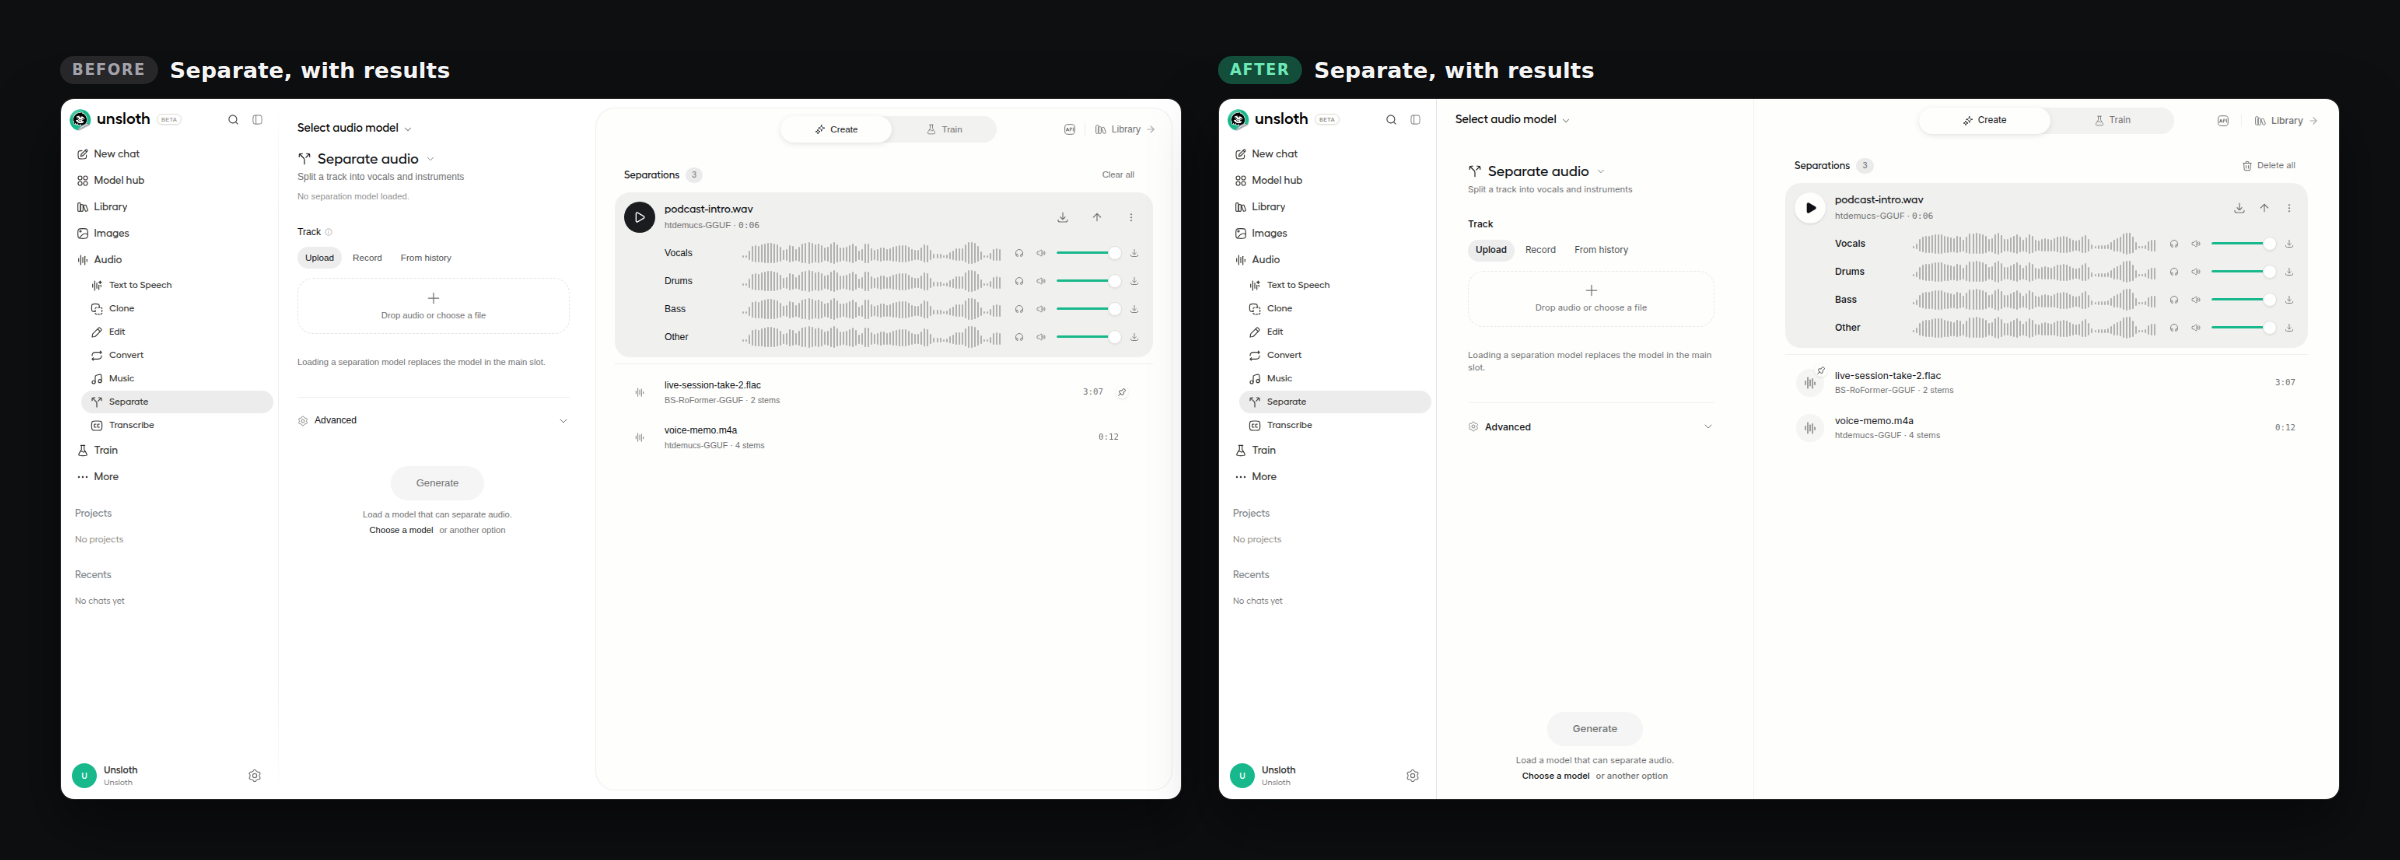 BEFORE Separate, with results
unsloth BETA
New chat
Model hub
Library
Images
Audio
Text to Speech
Clone
Edit
Convert
Music
Separate
Transcribe
Train
More
Projects
No projects
Recents
No chats yet
U Unsloth
Unsloth
Select audio model
Separate audio
Split a track into vocals and instruments
No separation model loaded.
Track
Upload Record From history
Drop audio or choose a file
Loading a separation model replaces the model in the main slot.
Advanced
Generate
Load a model that can separate audio.
Choose a model or another option
Create Train API Library
Separations 3 Clear all
podcast-intro.wav
htdemucs-GGUF · 0:06
Vocals
Drums
Bass
Other
live-session-take-2.flac
BS-RoFormer-GGUF · 2 stems
3:07
voice-memo.m4a
htdemucs-GGUF · 4 stems
0:12
AFTER Separate, with results
unsloth BETA
New chat
Model hub
Library
Images
Audio
Text to Speech
Clone
Edit
Convert
Music
Separate
Transcribe
Train
More
Projects
No projects
Recents
No chats yet
U Unsloth
Unsloth
Select audio model
Separate audio
Split a track into vocals and instruments
Track
Upload Record From history
Drop audio or choose a file
Loading a separation model replaces the model in the main
slot.
Advanced
Generate
Load a model that can separate audio.
Choose a model or another option
Create Train API Library
Separations 3 Delete all
podcast-intro.wav
htdemucs-GGUF · 0:06
Vocals
Drums
Bass
Other
live-session-take-2.flac
BS-RoFormer-GGUF · 2 stems
3:07
voice-memo.m4a
htdemucs-GGUF · 4 stems
0:12